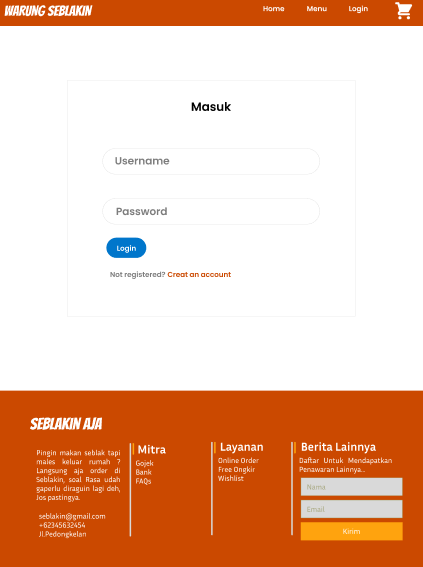 WARUNG SEBLAKIN
Home Menu Login
Masuk
Username
Password
Login
Not registered? Creat an account
SEBLAKIN AJA
Pingin makan seblak tapi
males keluar rumah ?
Langsung aja order di
Seblakin, soal Rasa udah
gaperlu diraguin lagi deh,
Jos pastingya.
seblakin@gmail.com
+62345632454
Jl.Pedongkelan
Mitra
Gojek
Bank
FAQs
Layanan
Online Order
Free Ongkir
Wishlist
Berita Lainnya
Daftar Untuk Mendapatkan
Penawaran Lainnya..
Nama
Email
Kirim